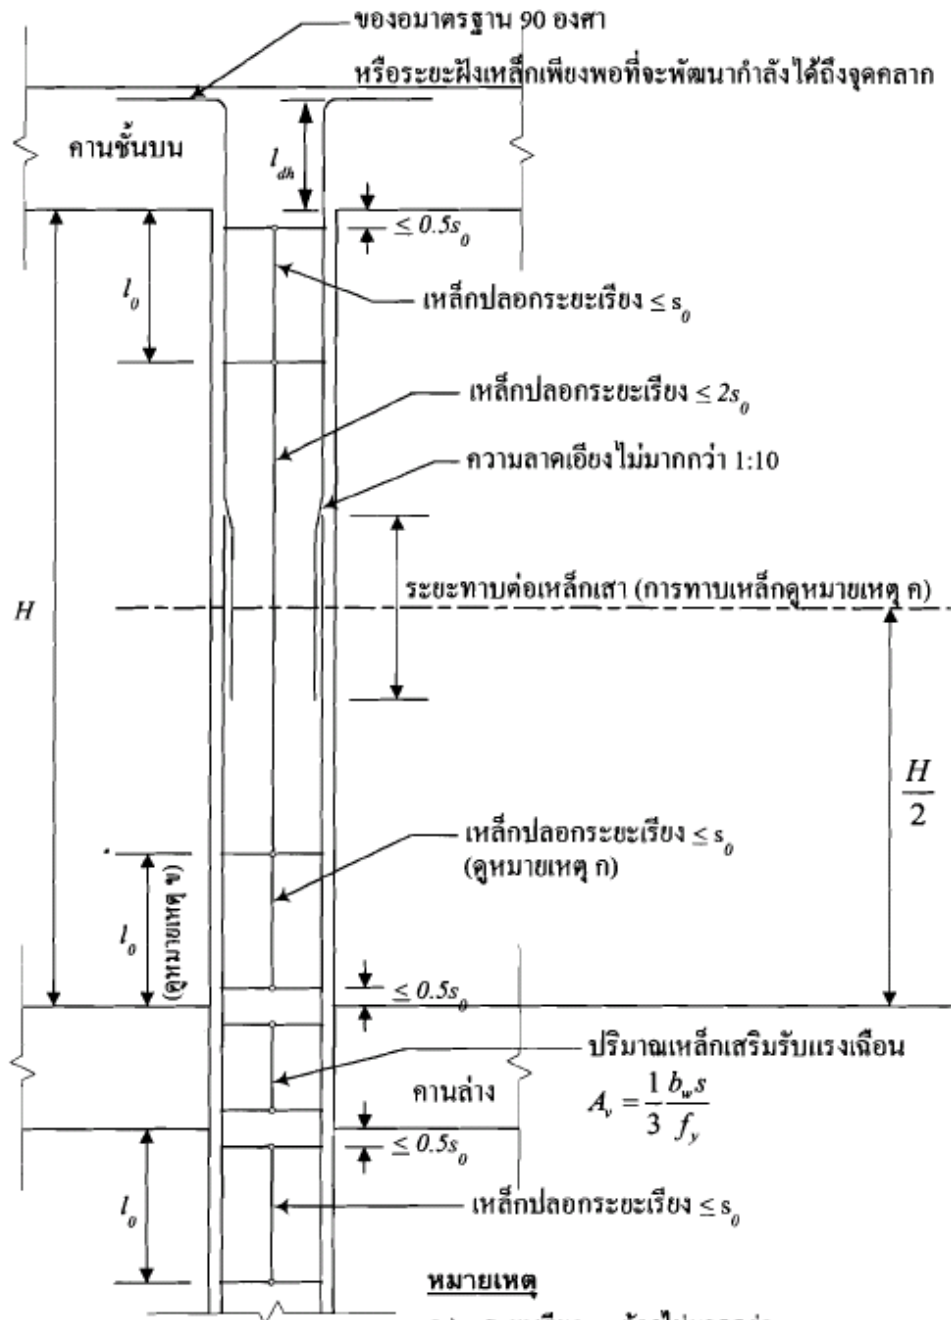 ของอมาตรฐาน 90 องศา
หรือระยะฝังเหล็กเพียงพอที่จะพัฒนากำลังได้ถึงจุดคลาก
คานชั้นบน
l_dh
≤ 0.5s_0
l_0
เหล็กปลอกระยะเรียง ≤ s_0
เหล็กปลอกระยะเรียง ≤ 2s_0
ความลาดเอียงไม่มากกว่า 1:10
ระยะทาบต่อเหล็กเสา (การทาบเหล็กดูหมายเหตุ ค)
H
H/2
เหล็กปลอกระยะเรียง ≤ s_0
(ดูหมายเหตุ ก)
l_0
(ดูหมายเหตุ ข)
≤ 0.5s_0
ปริมาณเหล็กเสริมรับแรงเฉือน
คานล่าง
A_v = 1/3 b_w s/f_y
≤ 0.5s_0
l_0
เหล็กปลอกระยะเรียง ≤ s_0
หมายเหตุ